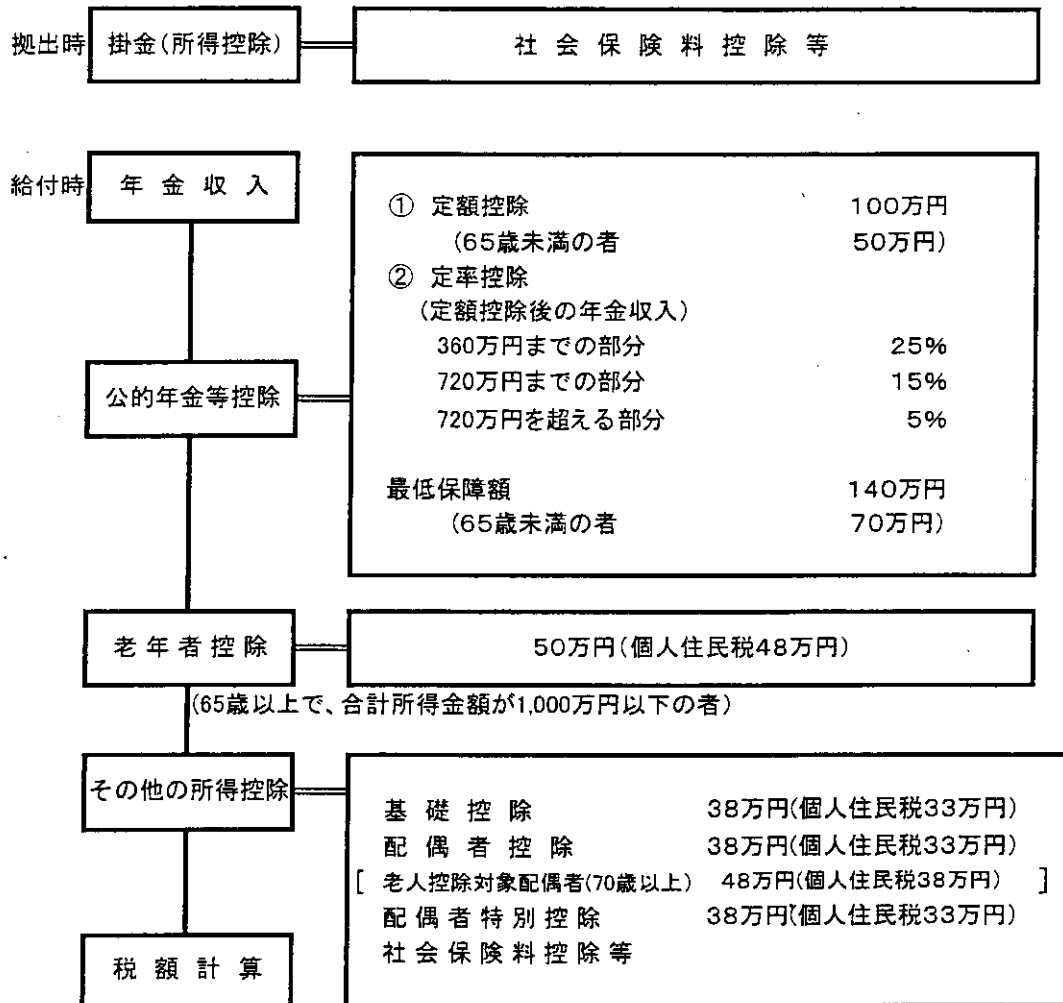 拠出時 掛金(所得控除) 社会保険料控除等
給付時 年金収入
① 定額控除 100万円
(65歳未満の者 50万円)
② 定率控除
(定額控除後の年金収入)
360万円までの部分 25%
720万円までの部分 15%
720万円を超える部分 5%
公的年金等控除
最低保障額 140万円
(65歳未満の者 70万円)
老年者控除 50万円(個人住民税48万円)
(65歳以上で、合計所得金額が1,000万円以下の者)
その他の所得控除
基礎控除 38万円(個人住民税33万円)
配偶者控除 38万円(個人住民税33万円)
[ 老人控除対象配偶者(70歳以上) 48万円(個人住民税38万円) ]
配偶者特別控除 38万円(個人住民税33万円)
社会保険料控除等
税額計算